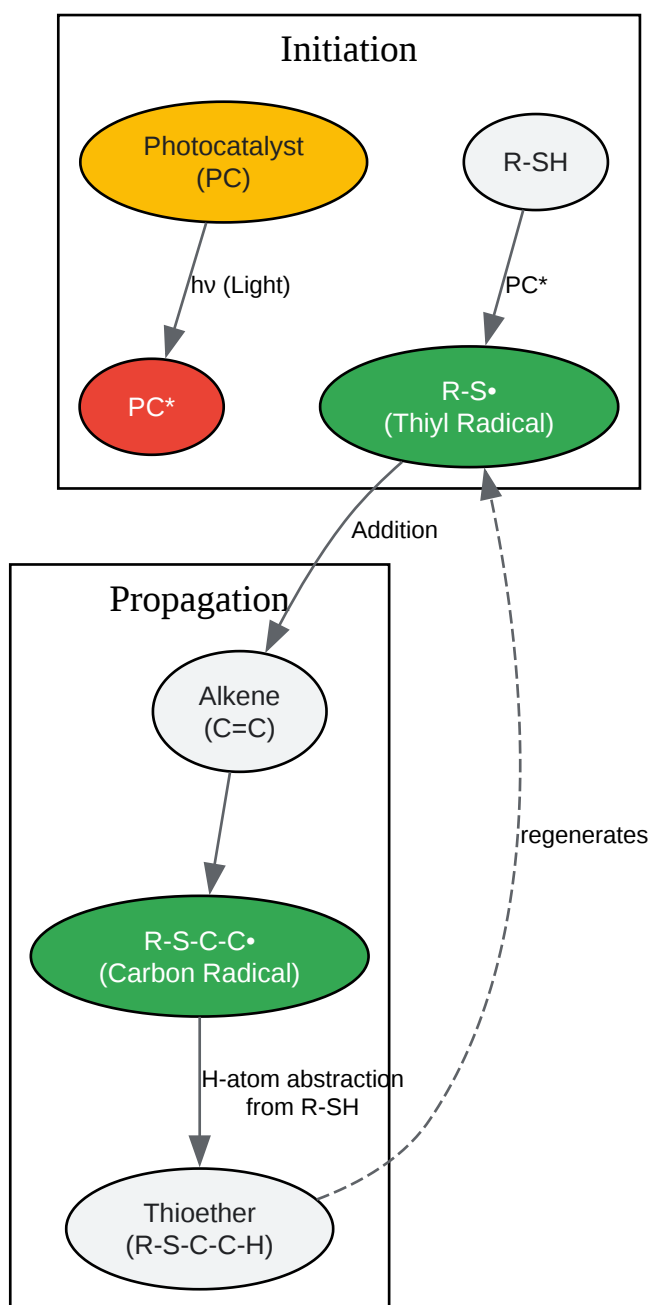 Initiation
Photocatalyst
(PC)
R-SH
hν (Light)
PC*
PC*
R-S•
(Thiyl Radical)
Addition
Propagation
Alkene
(C=C)
regenerates
R-S-C-C•
(Carbon Radical)
H-atom abstraction
from R-SH
Thioether
(R-S-C-C-H)